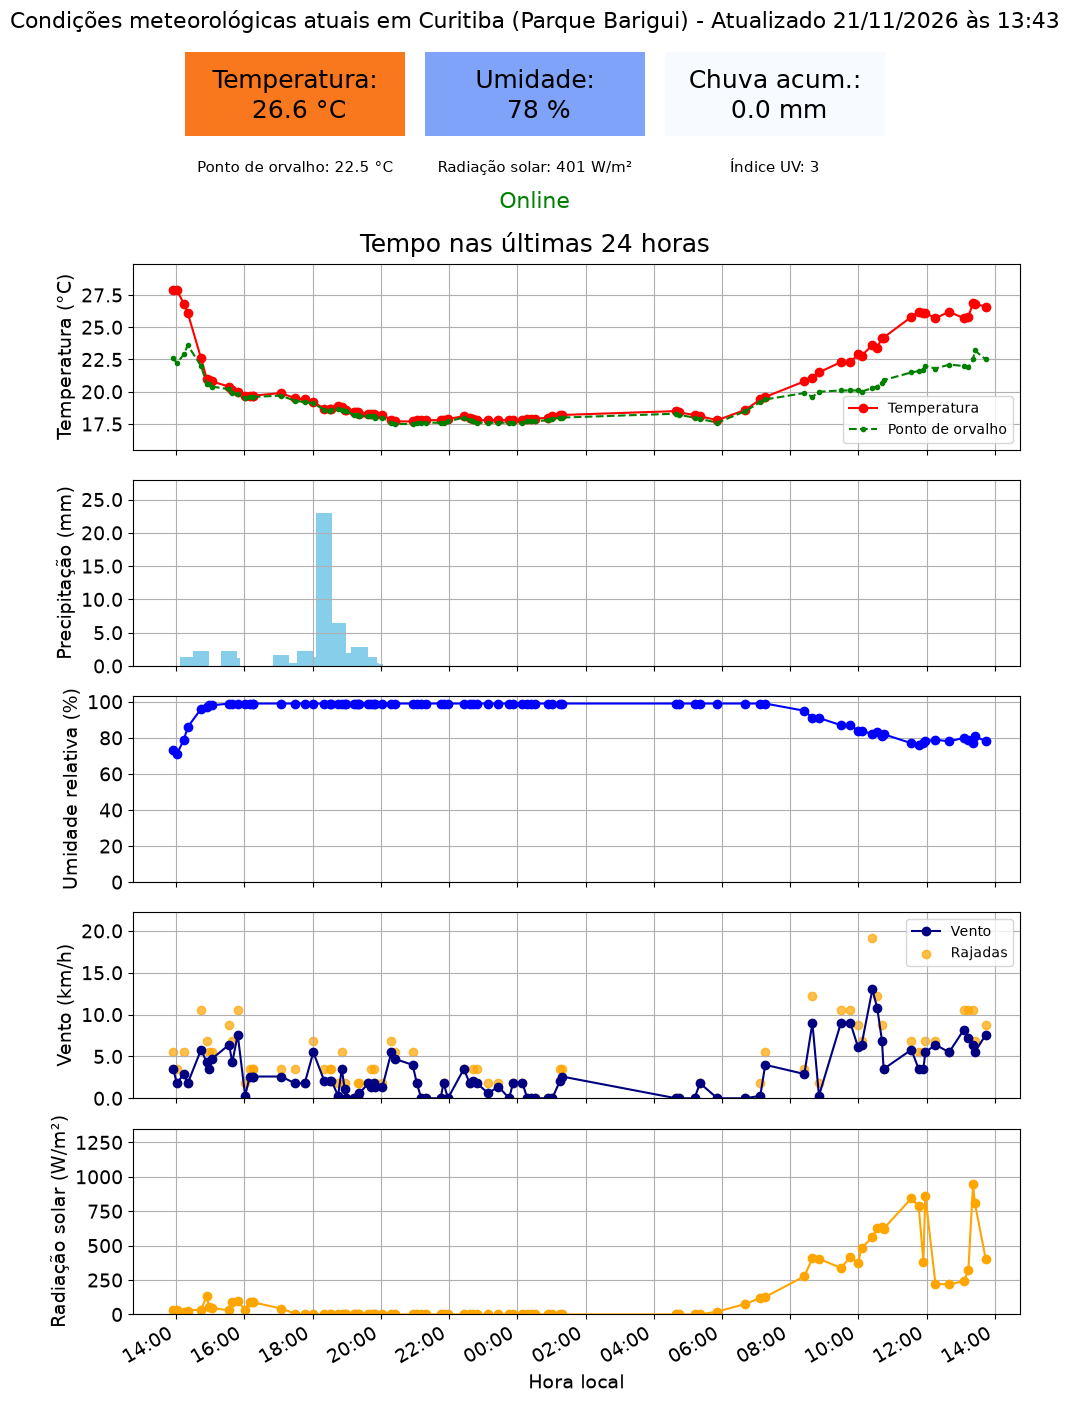 Condições meteorológicas atuais em Curitiba (Parque Barigui) - Atualizado 21/11/2026 às 13:43
Temperatura:
26.6 °C
Umidade:
78 %
Chuva acum.:
0.0 mm
Ponto de orvalho: 22.5 °C
Radiação solar: 401 W/m²
Índice UV: 3
Online
Tempo nas últimas 24 horas
Temperatura (°C)
27.5
25.0
22.5
20.0
17.5
Temperatura
Ponto de orvalho
Precipitação (mm)
25.0
20.0
15.0
10.0
5.0
0.0
Umidade relativa (%)
100
80
60
40
20
0
Vento (km/h)
20.0
15.0
10.0
5.0
0.0
Vento
Rajadas
Radiação solar (W/m²)
1250
1000
750
500
250
0
14:00
16:00
18:00
20:00
22:00
00:00
02:00
04:00
06:00
08:00
10:00
12:00
14:00
Hora local